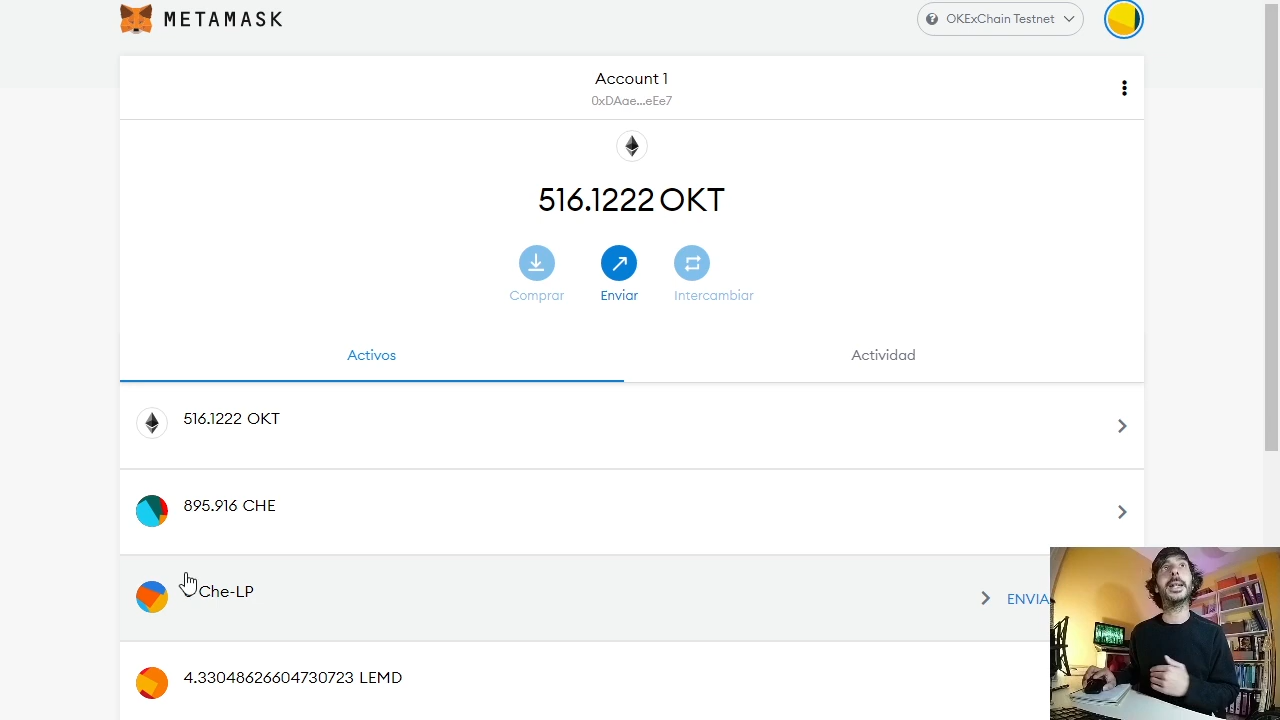 METAMASK
OKExChain Testnet
Account 1
0xDAae...eEe7
516.1222 OKT
Comprar
Enviar
Intercambiar
Activos
Actividad
516.1222 OKT
895.916 CHE
Che-LP
ENVIA
4.33048626604730723 LEMD